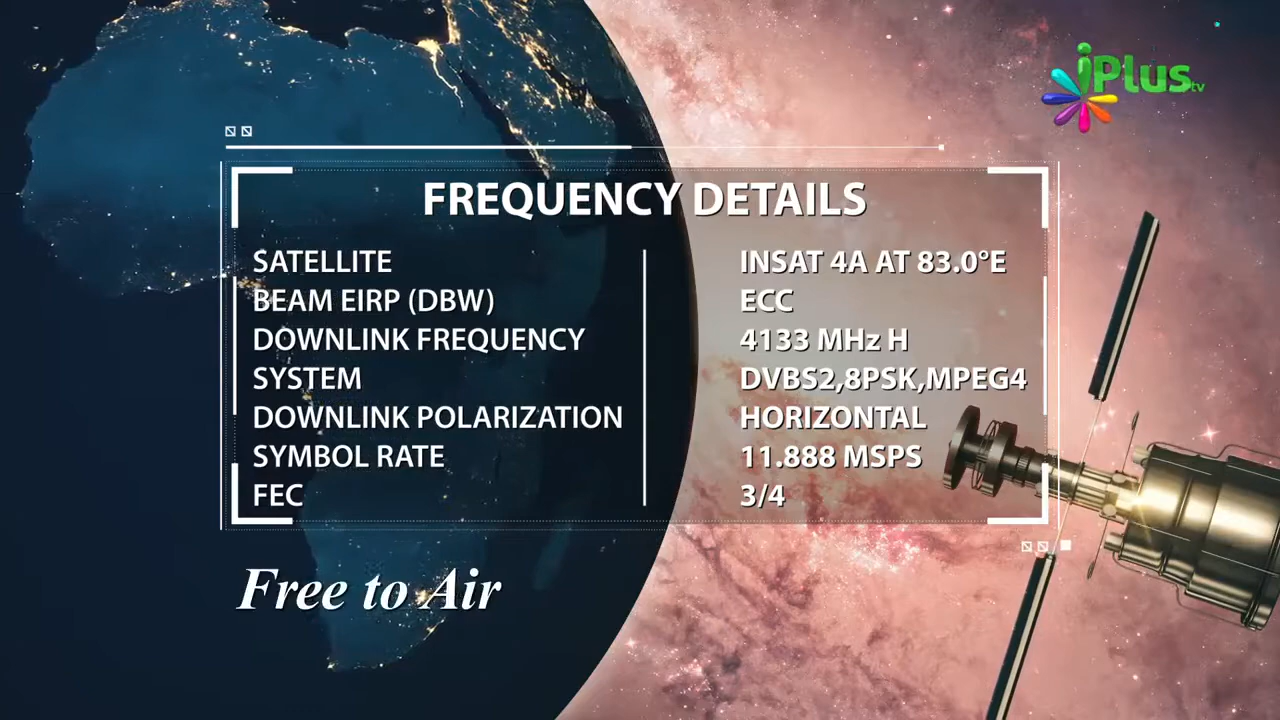 iPlus tv
FREQUENCY DETAILS
SATELLITE INSAT 4A AT 83.0°E
BEAM EIRP (DBW) ECC
DOWNLINK FREQUENCY 4133 MHz H
SYSTEM DVBS2,8PSK,MPEG4
DOWNLINK POLARIZATION HORIZONTAL
SYMBOL RATE 11.888 MSPS
FEC 3/4
Free to Air